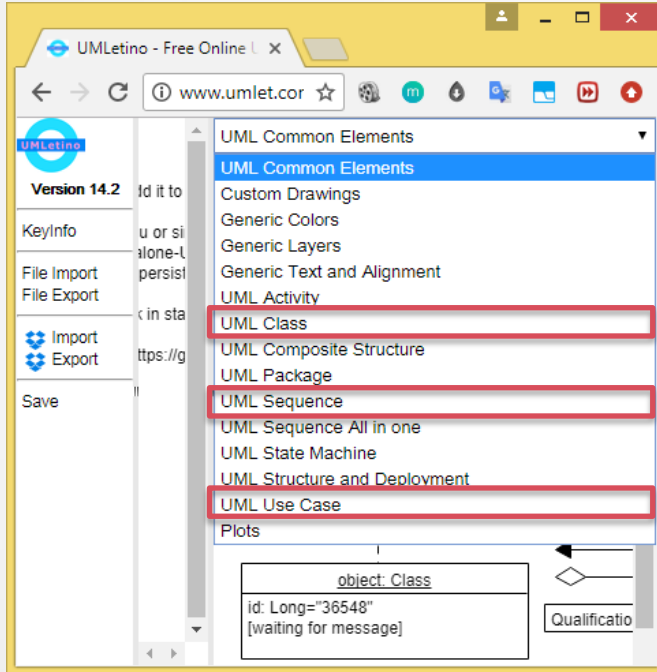 UMLetino - Free Online U
www.umlet.cor
m
G
UMLetino
Version 14.2
KeyInfo
File Import
File Export
Import
Export
Save
dd it to
u or si
alone-U
persist
k in sta
ttps://g
UML Common Elements
UML Common Elements
Custom Drawings
Generic Colors
Generic Layers
Generic Text and Alignment
UML Activity
UML Class
UML Composite Structure
UML Package
UML Sequence
UML Sequence All in one
UML State Machine
UML Structure and Deployment
UML Use Case
Plots
object: Class
id: Long="36548"
[waiting for message]
Qualificatio